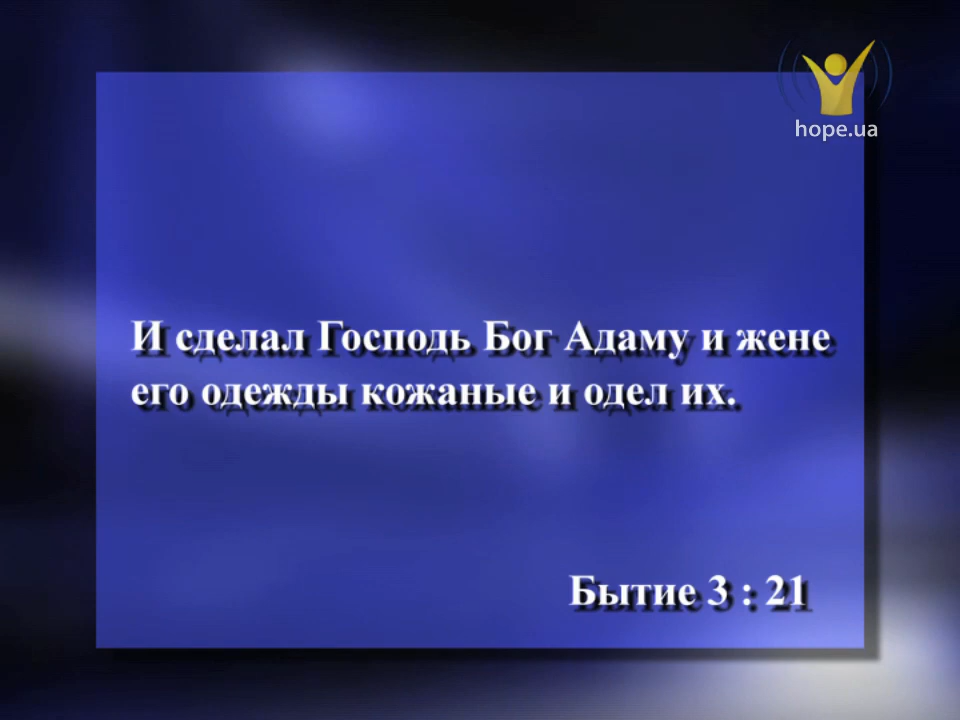 hope.ua
И сделал Господь Бог Адаму и жене
его одежды кожаные и одел их.
Бытие 3 : 21